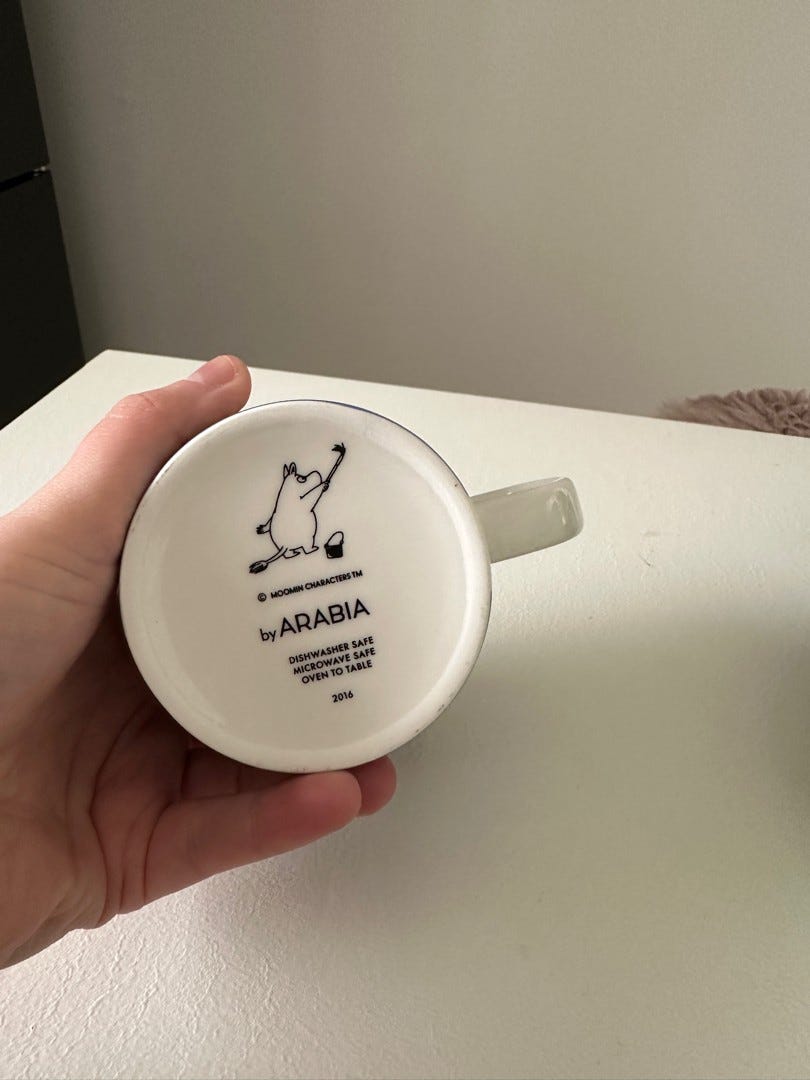 © MOOMIN CHARACTERS TM
by ARABIA
DISHWASHER SAFE
MICROWAVE SAFE
OVEN TO TABLE
2016